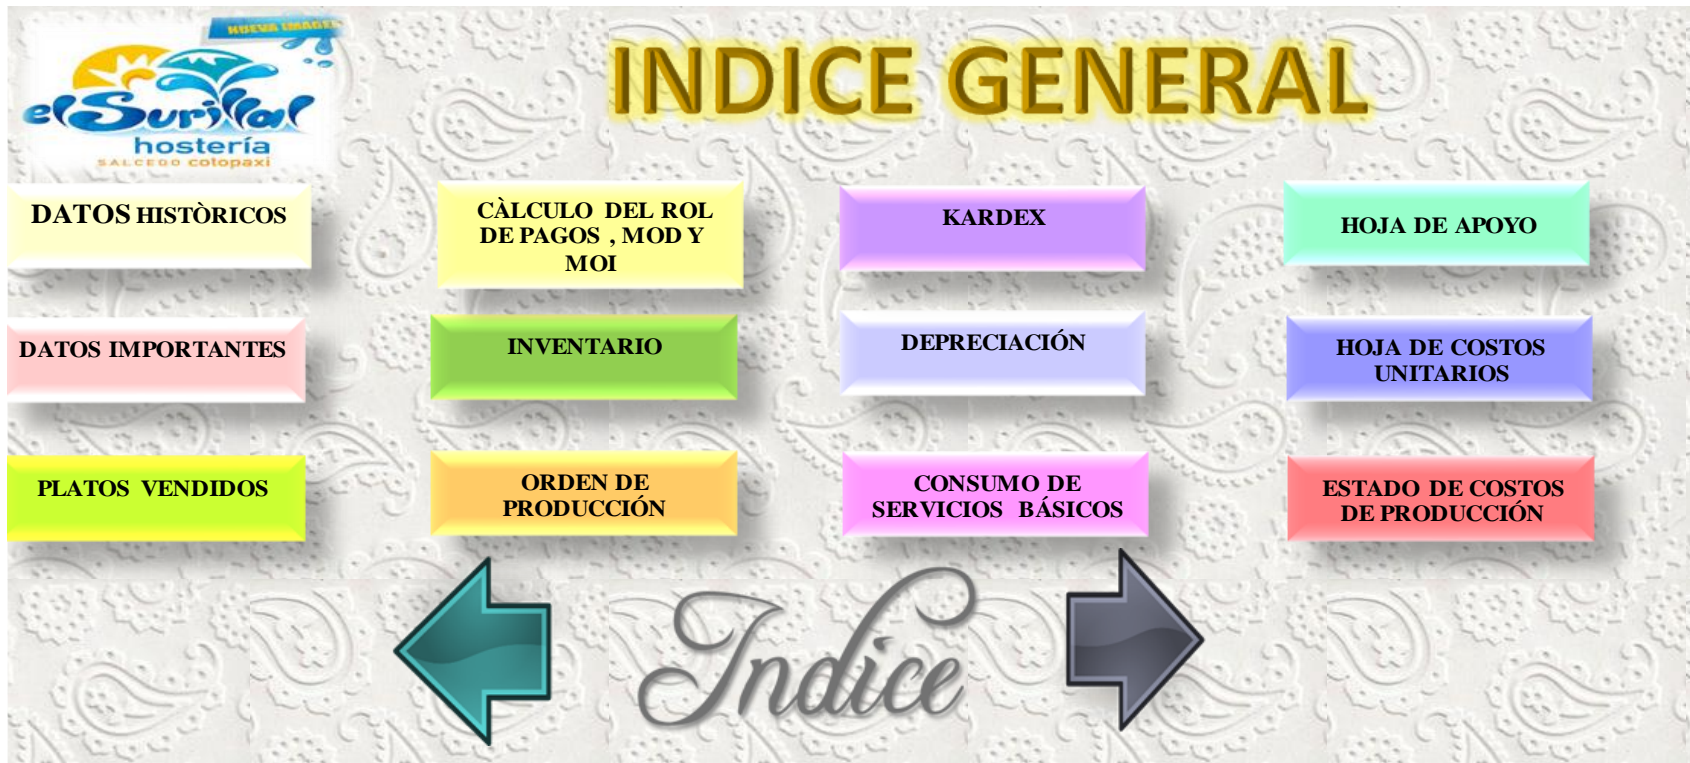 NUEVA IMAGEN
INDICE GENERAL
el Surillal
hostería
SALCEDO cotopaxi
DATOS HISTÒRICOS
CÀLCULO DEL ROL
DE PAGOS , MOD Y
MOI
KARDEX
HOJA DE APOYO
DATOS IMPORTANTES
INVENTARIO
DEPRECIACIÓN
HOJA DE COSTOS
UNITARIOS
PLATOS VENDIDOS
ORDEN DE
PRODUCCIÓN
CONSUMO DE
SERVICIOS BÁSICOS
ESTADO DE COSTOS
DE PRODUCCIÓN
Indice